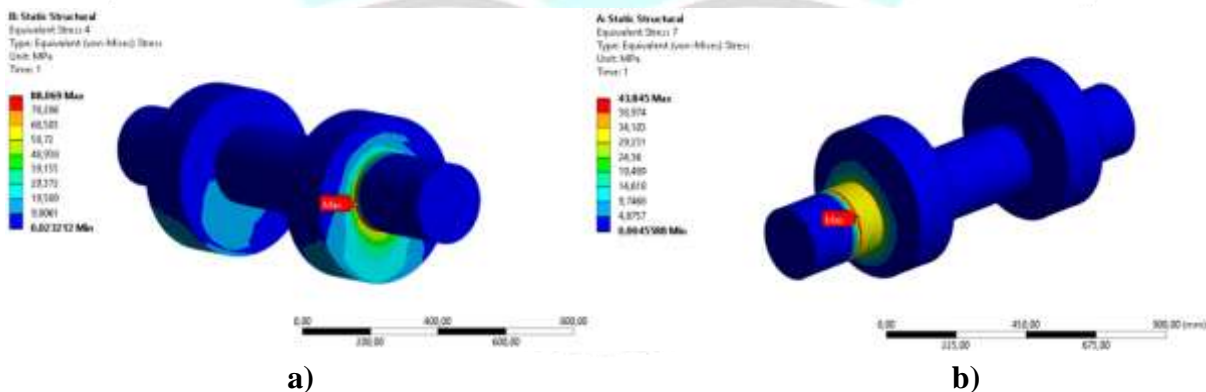 B: Static Structural
Equivalent Stress 4
Type: Equivalent (von-Mises) Stress
Unit: MPa
Time: 1
88,069 Max
78,286
68,503
58,72
48,938
39,155
29,372
19,589
9,8061
0,023212 Min
Max
0,00
400,00
800,00
200,00
600,00
a)
A: Static Structural
Equivalent Stress 7
Type: Equivalent (von-Mises) Stress
Unit: MPa
Time: 1
43,845 Max
38,974
34,103
29,231
24,36
19,489
14,618
9,7468
4,8757
0,0045588 Min
Max
0,00
450,00
900,00 (mm)
225,00
675,00
b)